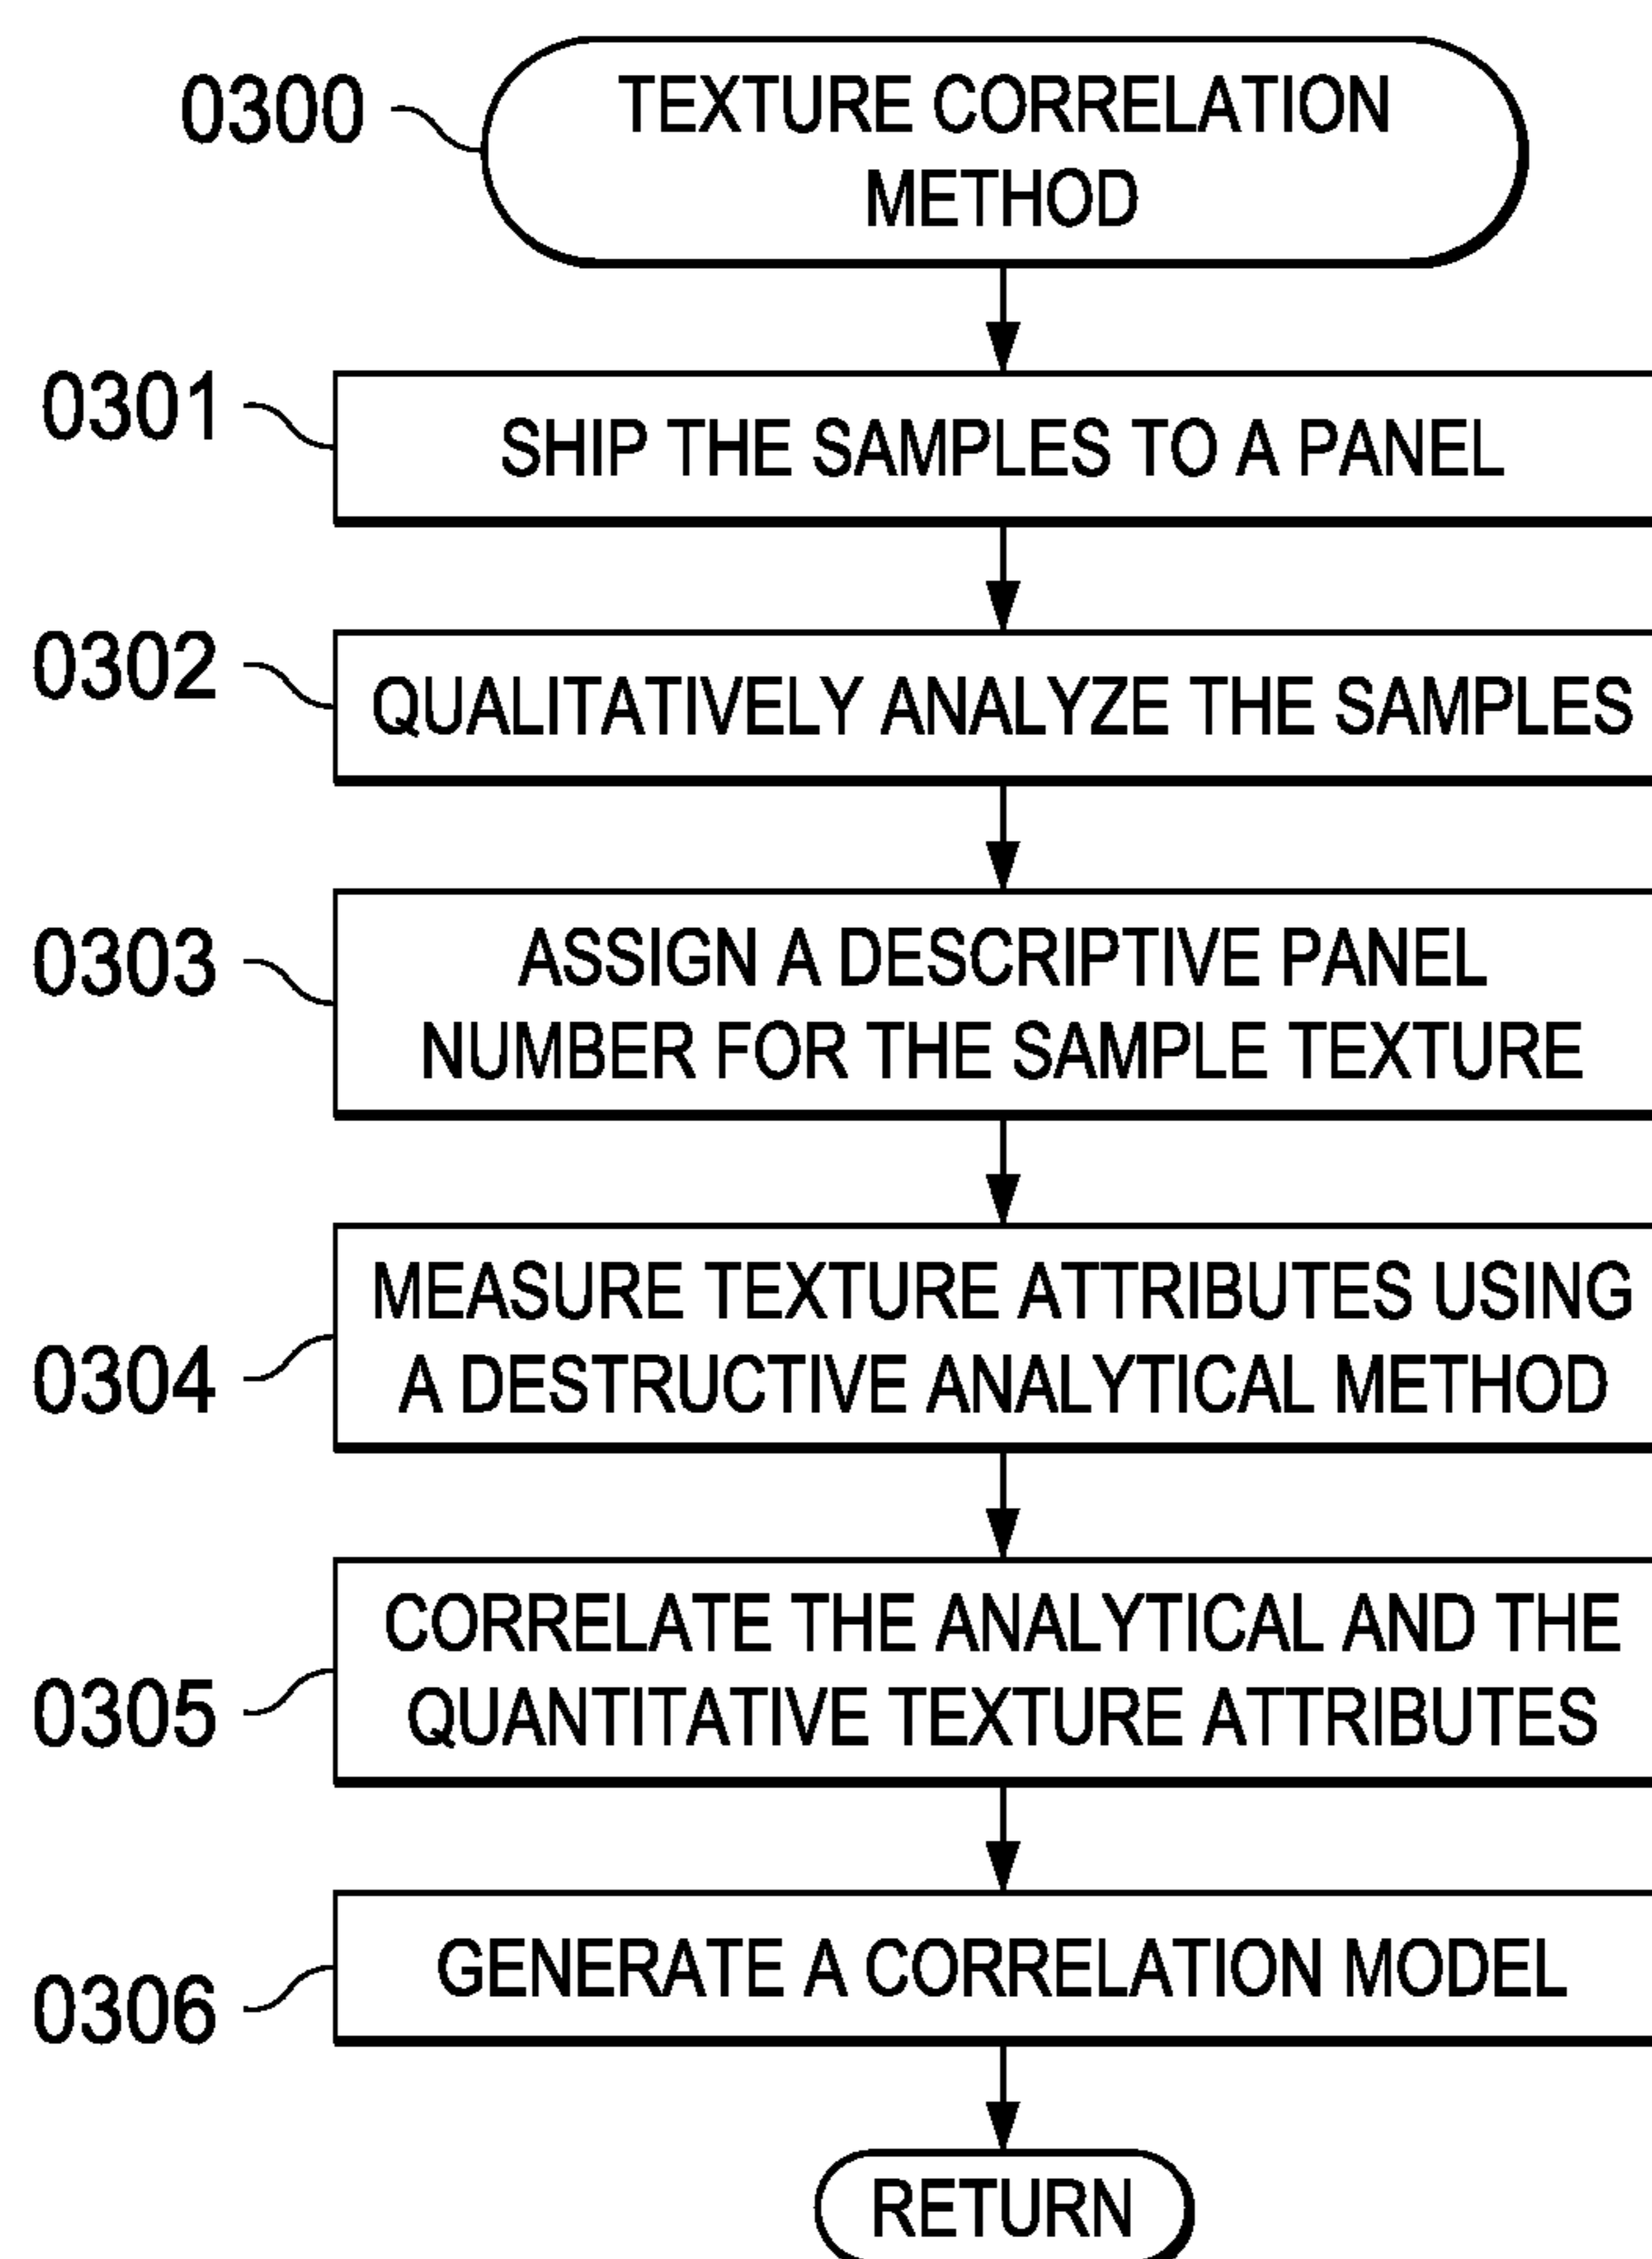 0300
TEXTURE CORRELATION
METHOD
0301
SHIP THE SAMPLES TO A PANEL
0302
QUALITATIVELY ANALYZE THE SAMPLES
0303
ASSIGN A DESCRIPTIVE PANEL
NUMBER FOR THE SAMPLE TEXTURE
0304
MEASURE TEXTURE ATTRIBUTES USING
A DESTRUCTIVE ANALYTICAL METHOD
0305
CORRELATE THE ANALYTICAL AND THE
QUANTITATIVE TEXTURE ATTRIBUTES
0306
GENERATE A CORRELATION MODEL
RETURN